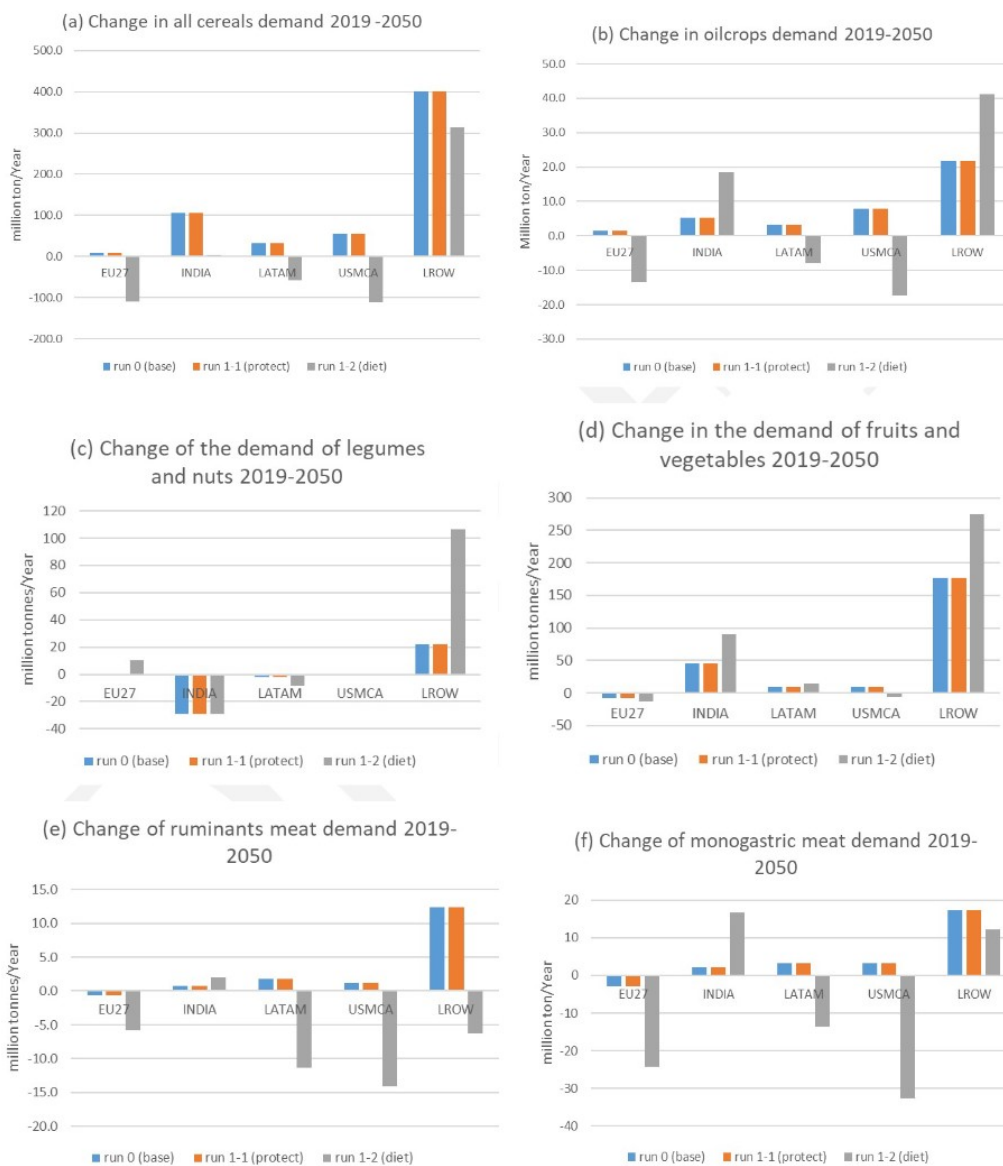 (a) Change in all cereals demand 2019 -2050
500.0
400.0
300.0
200.0
100.0
0.0
-100.0
-200.0
million ton/Year
EU27 INDIA LATAM USMCA LROW
run 0 (base) run 1-1 (protect) run 1-2 (diet)
(b) Change in oilcrops demand 2019-2050
50.0
40.0
30.0
20.0
10.0
0.0
-10.0
-20.0
-30.0
Million ton/Year
EU27 INDIA LATAM USMCA LROW
run 0 (base) run 1-1 (protect) run 1-2 (diet)
(c) Change of the demand of legumes
and nuts 2019-2050
120
100
80
60
40
20
0
-20
-40
million tonnes/Year
EU27 INDIA LATAM USMCA LROW
run 0 (base) run 1-1 (protect) run 1-2 (diet)
(d) Change in the demand of fruits and
vegetables 2019-2050
300
250
200
150
100
50
0
-50
million tonnes/Year
EU27 INDIA LATAM USMCA LROW
run 0 (base) run 1-1 (protect) run 1-2 (diet)
(e) Change of ruminants meat demand 2019-
2050
15.0
10.0
5.0
0.0
-5.0
-10.0
-15.0
-20.0
million tonnes/Year
EU27 INDIA LATAM USMCA LROW
run 0 (base) run 1-1 (protect) run 1-2 (diet)
(f) Change of monogastric meat demand 2019-
2050
20
10
0
-10
-20
-30
-40
million ton/Year
EU27 INDIA LATAM USMCA LROW
run 0 (base) run 1-1 (protect) run 1-2 (diet)